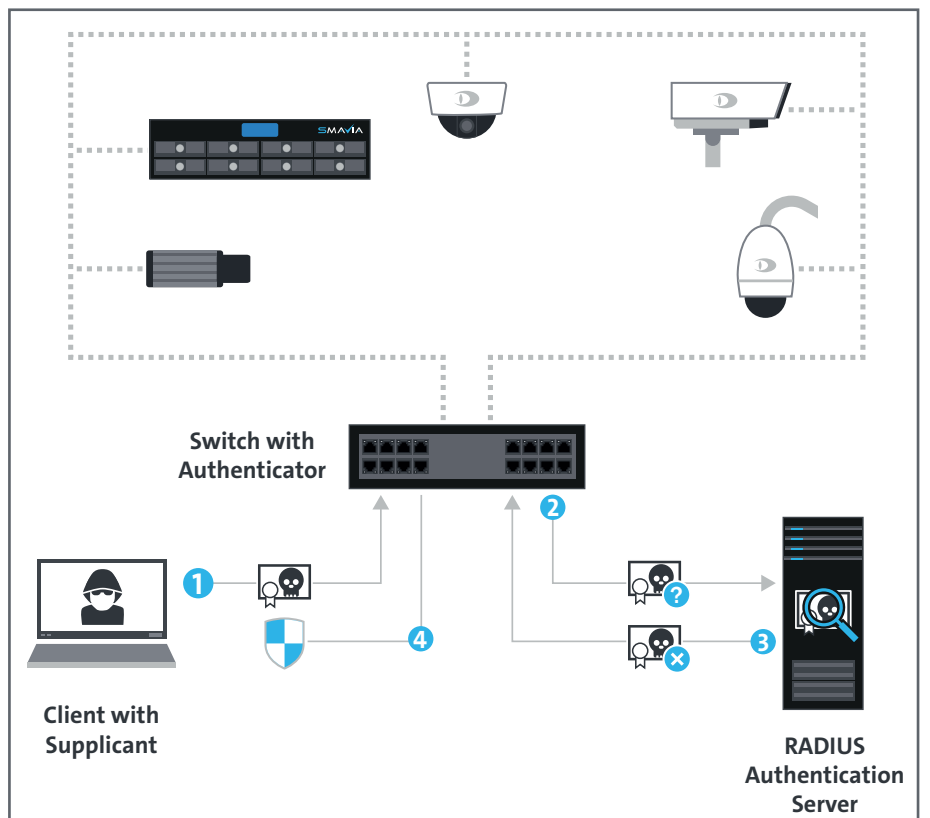 SMAVIA
Switch with
Authenticator
2
1
?
4
×
3
Client with
Supplicant
RADIUS
Authentication
Server